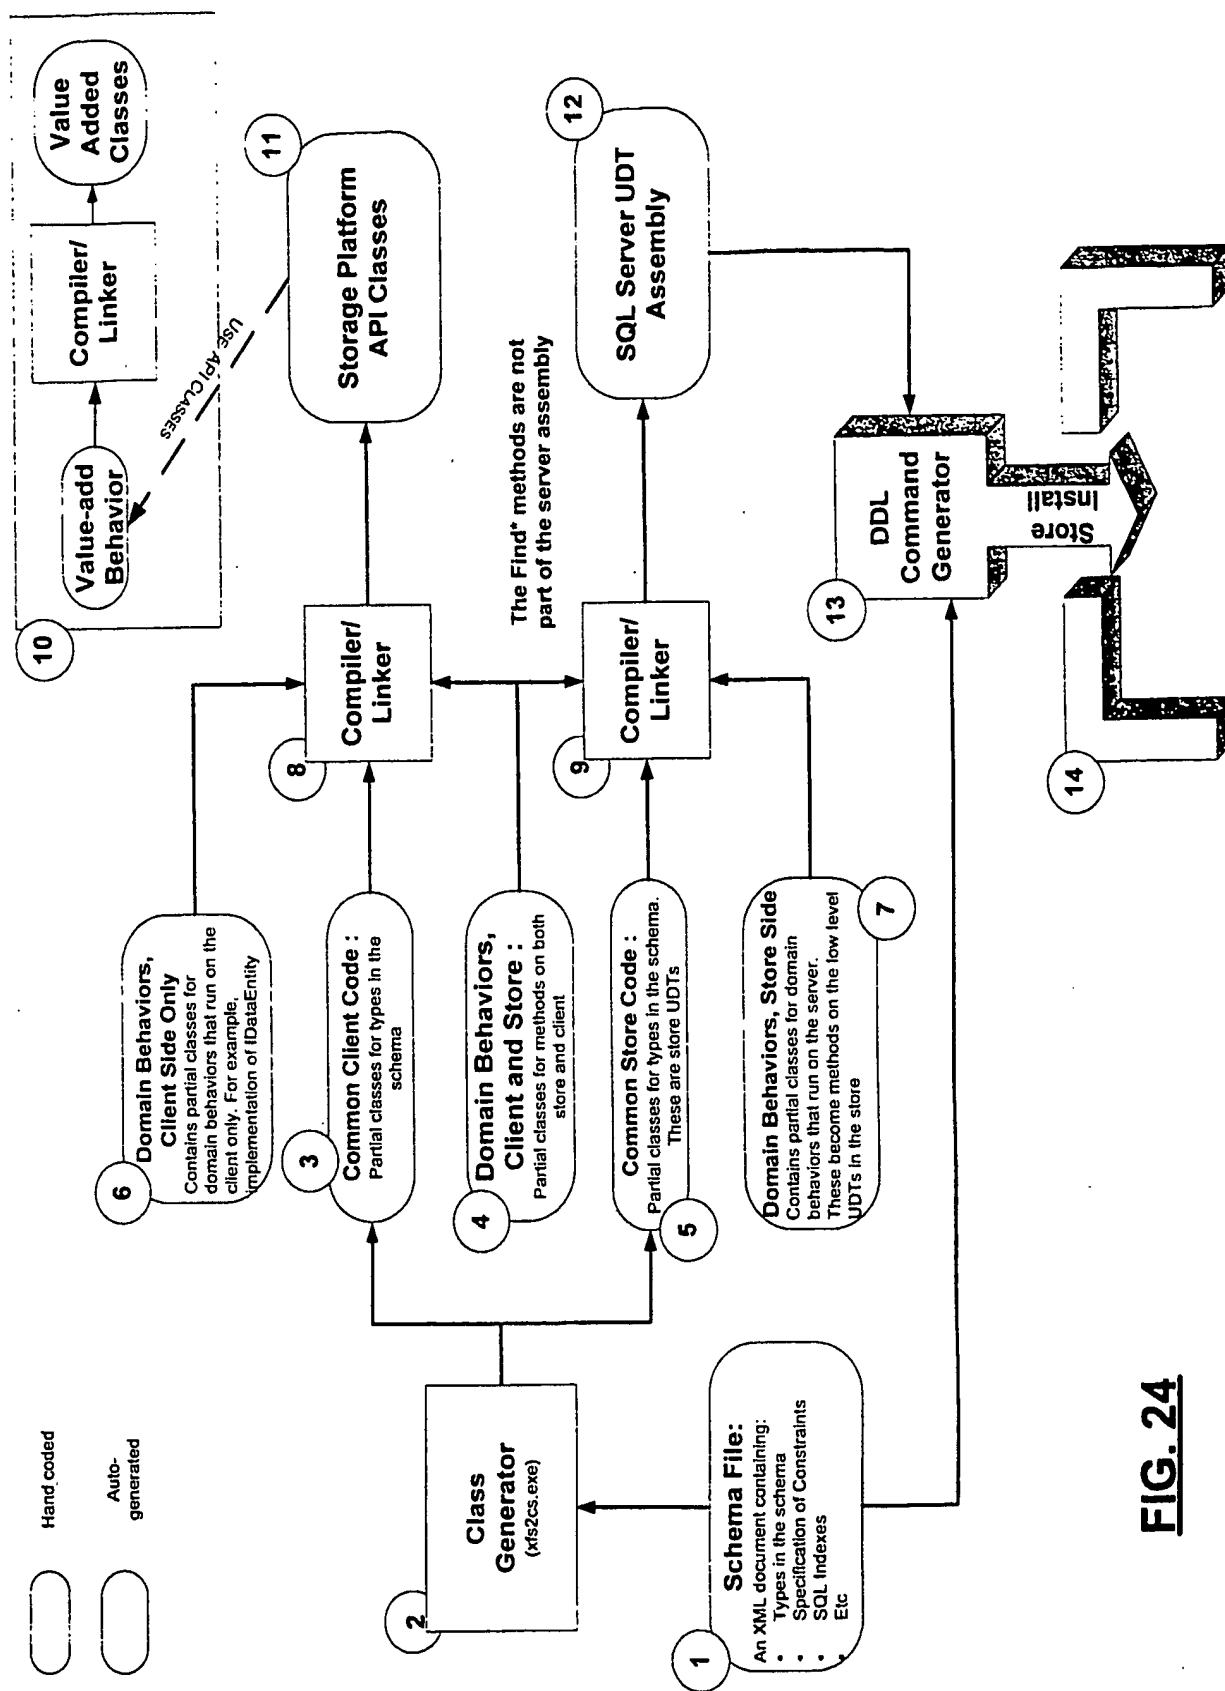 Hand coded
Auto-
generated
10
Value-add
Behavior
Compiler/
Linker
Value
Added
Classes
USE API CLASSES
6
Domain Behaviors,
Client Side Only
Contains partial classes for
domain behaviors that run on the
client only. For example,
implementation of IDataEntity
3
Common Client Code :
Partial classes for types in the
schema
8
Compiler/
Linker
11
Storage Platform
API Classes
2
Class
Generator
(xfs2cs.exe)
4
Domain Behaviors,
Client and Store :
Partial classes for methods on both
store and client
The Find* methods are not
part of the server assembly
5
Common Store Code :
Partial classes for types in the schema.
These are store UDTs
9
Compiler/
Linker
12
SQL Server UDT
Assembly
1
Schema File:
An XML document containing:
• Types in the schema
• Specification of Constraints
• SQL Indexes
• Etc
Domain Behaviors, Store Side
Contains partial classes for domain
behaviors that run on the server.
These become methods on the low level
UDTs in the store
7
13
DDL
Command
Generator
Store
Install
14
FIG. 24